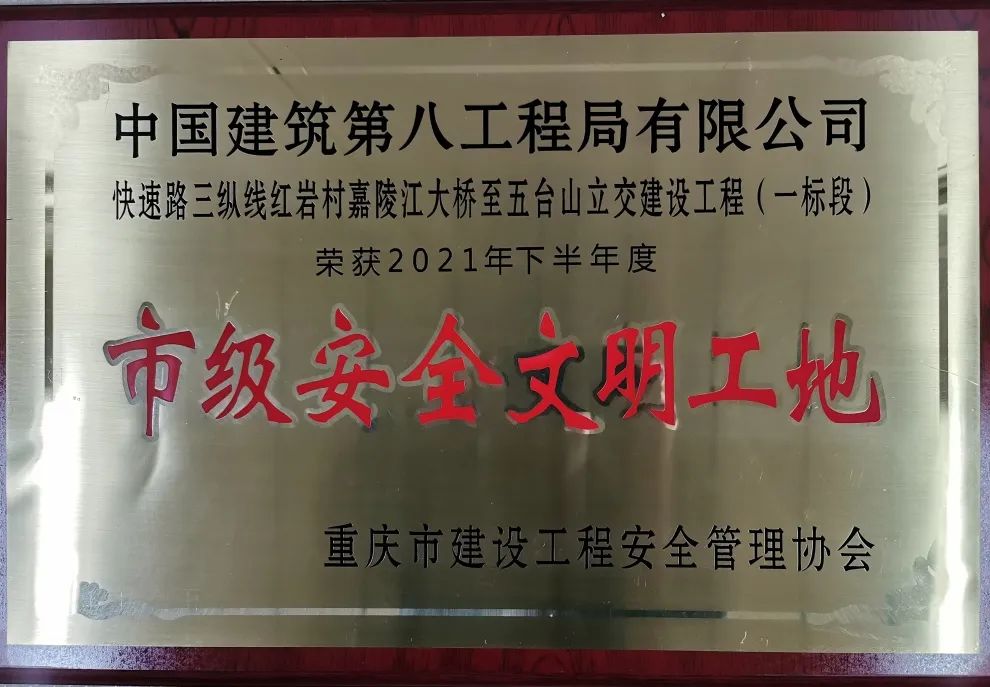 中国建筑第八工程局有限公司
快速路三纵线红岩村嘉陵江大桥至五台山立交建设工程（一标段）
荣获2021年下半年度
市级安全文明工地
重庆市建设工程安全管理协会